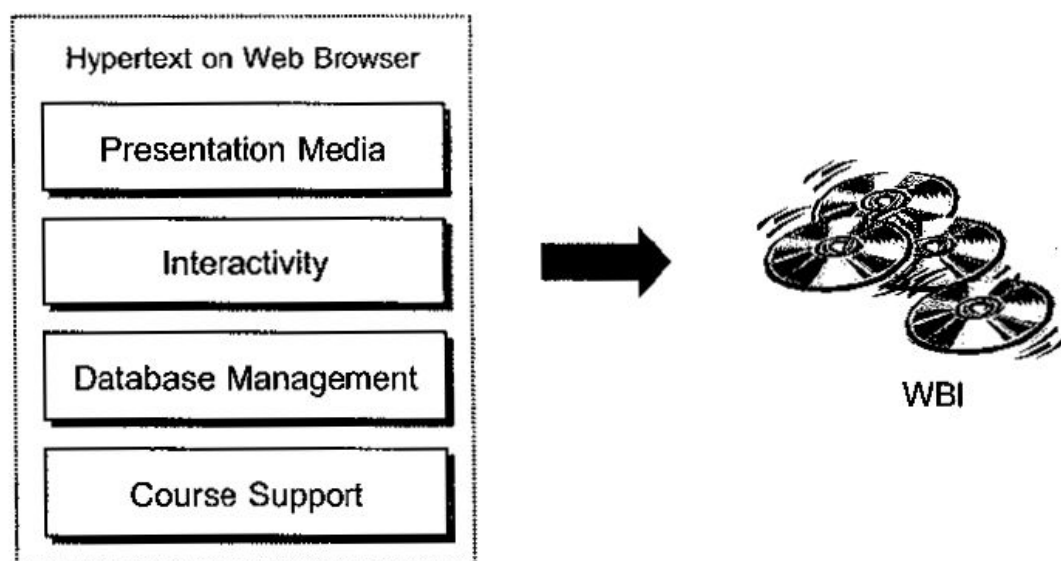 Hypertext on Web Browser
Presentation Media
Interactivity
Database Management
Course Support
WBI